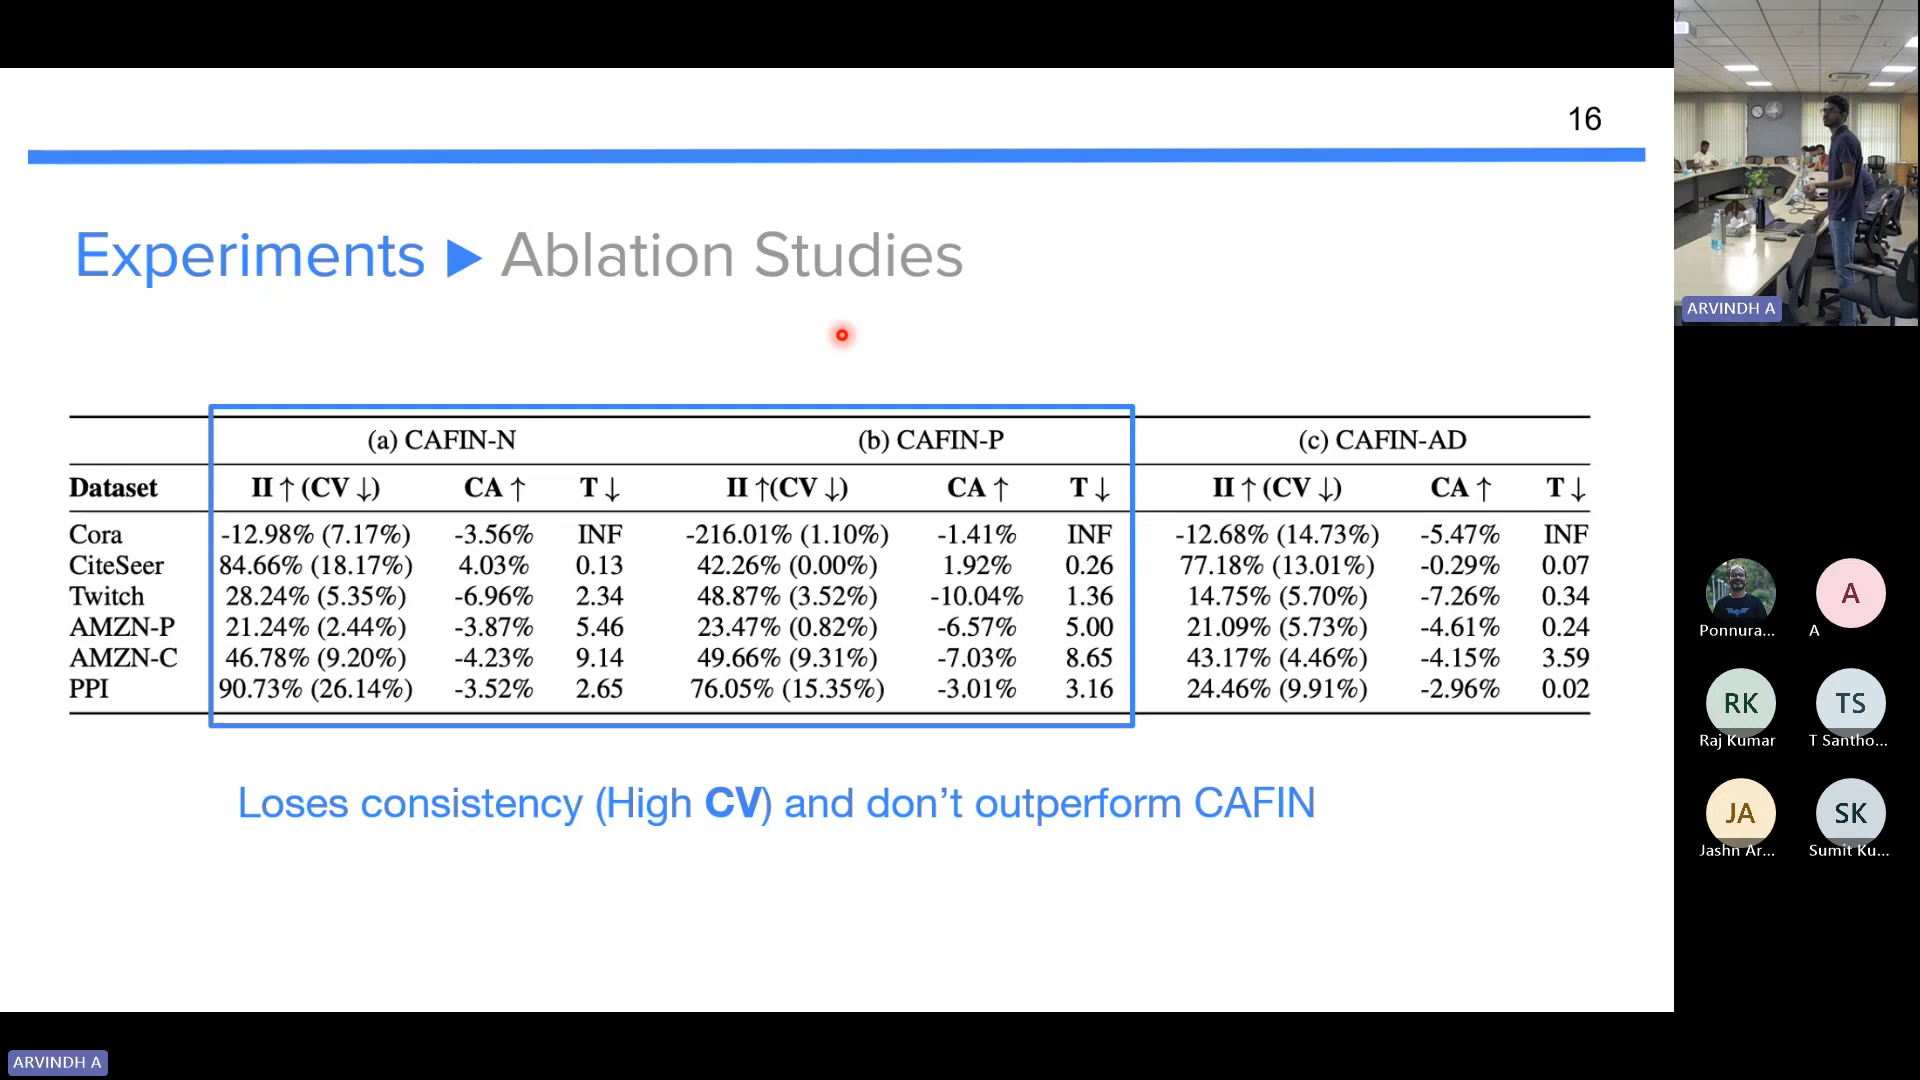 16
Experiments ► Ablation Studies
(a) CAFIN-N (b) CAFIN-P (c) CAFIN-AD
Dataset II ↑ (CV ↓) CA ↑ T ↓ II ↑(CV ↓) CA ↑ T ↓ II ↑ (CV ↓) CA ↑ T ↓
Cora -12.98% (7.17%) -3.56% INF -216.01% (1.10%) -1.41% INF -12.68% (14.73%) -5.47% INF
CiteSeer 84.66% (18.17%) 4.03% 0.13 42.26% (0.00%) 1.92% 0.26 77.18% (13.01%) -0.29% 0.07
Twitch 28.24% (5.35%) -6.96% 2.34 48.87% (3.52%) -10.04% 1.36 14.75% (5.70%) -7.26% 0.34
AMZN-P 21.24% (2.44%) -3.87% 5.46 23.47% (0.82%) -6.57% 5.00 21.09% (5.73%) -4.61% 0.24
AMZN-C 46.78% (9.20%) -4.23% 9.14 49.66% (9.31%) -7.03% 8.65 43.17% (4.46%) -4.15% 3.59
PPI 90.73% (26.14%) -3.52% 2.65 76.05% (15.35%) -3.01% 3.16 24.46% (9.91%) -2.96% 0.02
Loses consistency (High CV) and don't outperform CAFIN
ARVINDH A
ARVINDH A
A
Ponnura... A
RK TS
Raj Kumar T Santho...
JA SK
Jashn Ar... Sumit Ku...